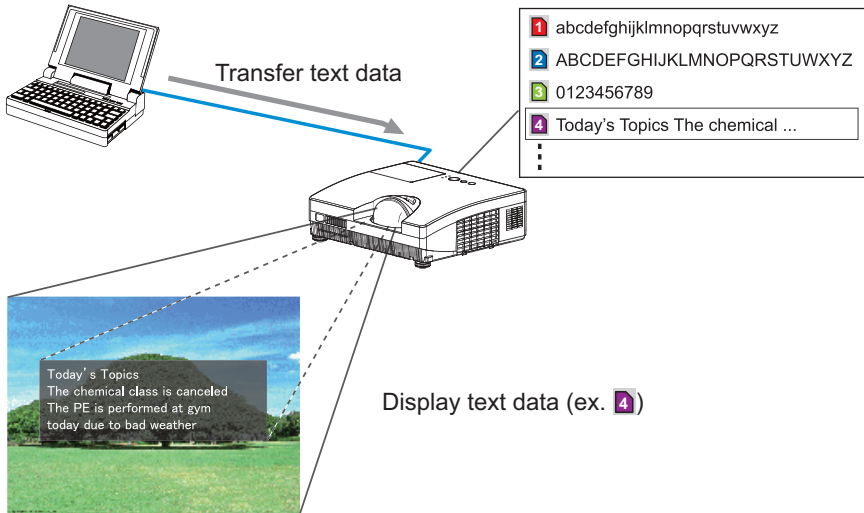 Transfer text data
1 abcdefghijklmnopqrstuvwxyz
2 ABCDEFGHIJKLMNOPQRSTUWXYZ
3 0123456789
4 Today's Topics The chemical ...
Today's Topics
The chemical class is canceled
The PE is performed at gym
today due to bad weather
Display text data (ex. 4)